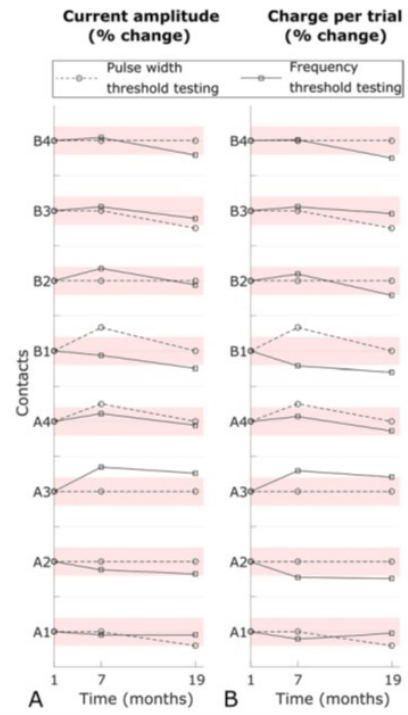 Current amplitude
(% change)
Charge per trial
(% change)
Pulse width
threshold testing
Frequency
threshold testing
Contacts
B4
B3
B2
B1
A4
A3
A2
A1
1 7 19
Time (months)
A
B4
B3
B2
B1
A4
A3
A2
A1
1 7 19
Time (months)
B